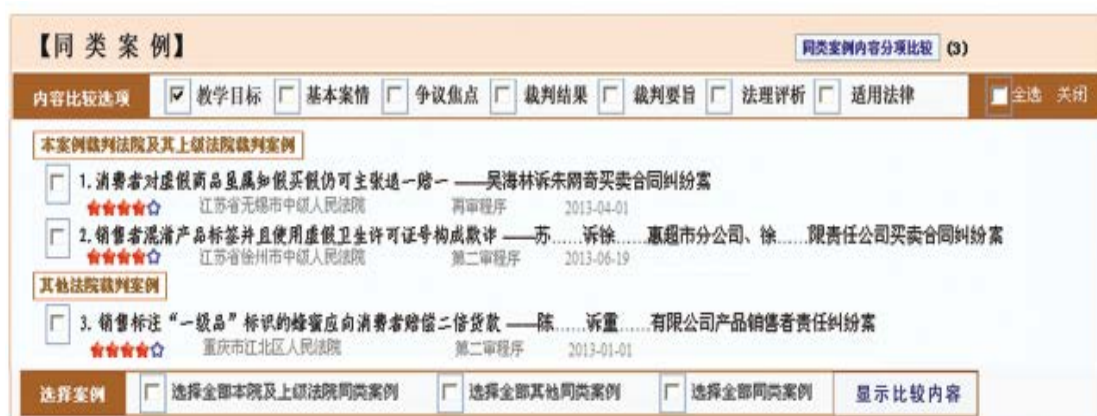 【同类案例】 同类案例内容分项比较 (3)
内容比较选项 教学目标 基本案情 争议焦点 裁判结果 裁判要旨 法理评析 适用法律 全选 关闭
本案例裁判法院及其上级法院裁判案例
1.消费者对虚假商品虽属知假买假仍可主张退一赔一 ——吴海林诉朱网奇买卖合同纠纷案
江苏省无锡市中级人民法院 再审程序 2013-04-01
2.销售者混淆产品标签并且使用虚假卫生许可证号构成欺诈 ——苏……诉徐……惠超市分公司、徐……限责任公司买卖合同纠纷案
江苏省徐州市中级人民法院 第二审程序 2013-06-19
其他法院裁判案例
3.销售标注“一级品”标识的蜂蜜应向消费者赔偿二倍货款 ——陈……诉重……有限公司产品销售者责任纠纷案
重庆市江北区人民法院 第二审程序 2013-01-01
选择案例 选择全部本院及上级法院同类案例 选择全部其他同类案例 选择全部同类案例 显示比较内容